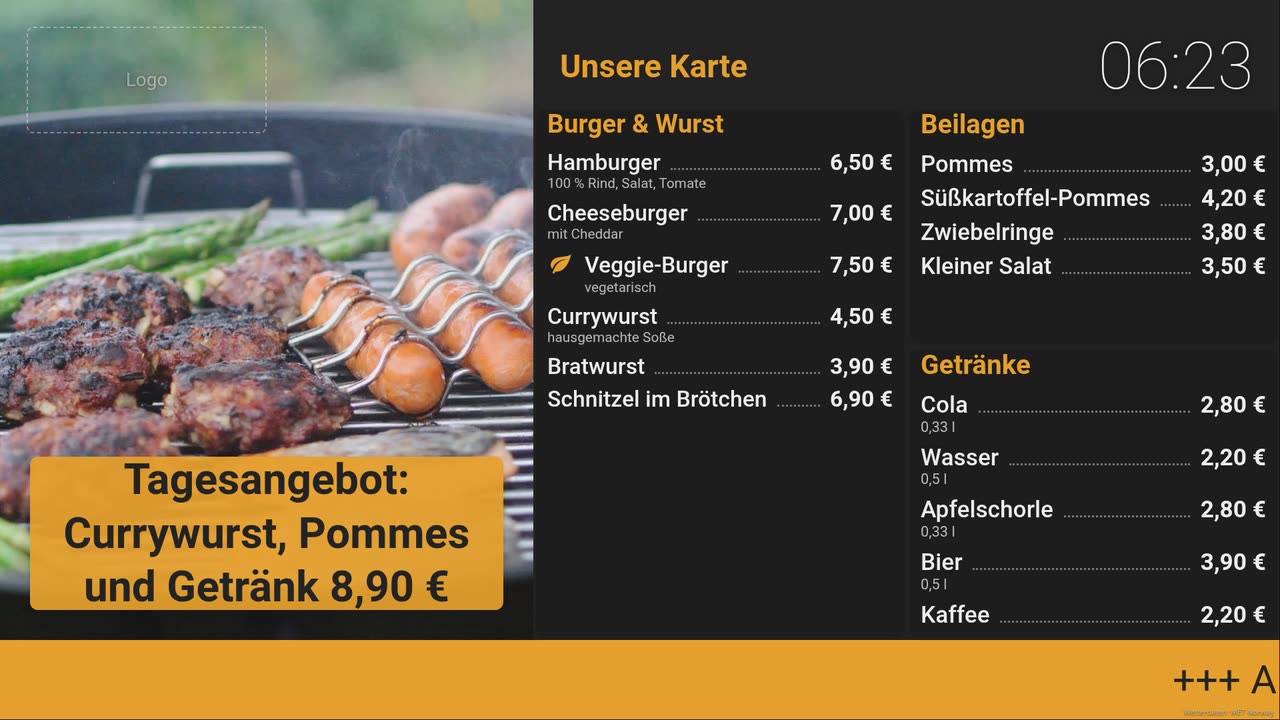 Logo
Tagesangebot:
Currywurst, Pommes
und Getränk 8,90 €
Unsere Karte
06:23
Burger & Wurst
Hamburger 6,50 €
100 % Rind, Salat, Tomate
Cheeseburger 7,00 €
mit Cheddar
Veggie-Burger 7,50 €
vegetarisch
Currywurst 4,50 €
hausgemachte Soße
Bratwurst 3,90 €
Schnitzel im Brötchen 6,90 €
Beilagen
Pommes 3,00 €
Süßkartoffel-Pommes 4,20 €
Zwiebelringe 3,80 €
Kleiner Salat 3,50 €
Getränke
Cola 2,80 €
0,33 l
Wasser 2,20 €
0,5 l
Apfelschorle 2,80 €
0,33 l
Bier 3,90 €
0,5 l
Kaffee 2,20 €
+++ A
Wetterdaten: MET Norway